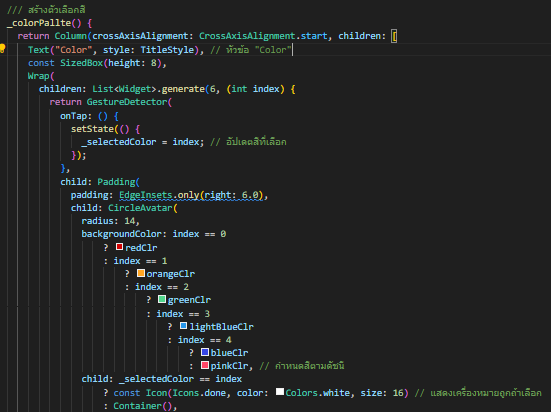 /// สร้างตัวเลือกสี
_colorPallte() {
return Column(crossAxisAlignment: CrossAxisAlignment.start, children: [
Text("Color", style: TitleStyle), // หัวข้อ "Color"
const SizedBox(height: 8),
Wrap(
children: List<Widget>.generate(6, (int index) {
return GestureDetector(
onTap: () {
setState(() {
_selectedColor = index; // อัปเดตสีที่เลือก
});
},
child: Padding(
padding: EdgeInsets.only(right: 6.0),
child: CircleAvatar(
radius: 14,
backgroundColor: index == 0
? redClr
: index == 1
? orangeClr
: index == 2
? greenClr
: index == 3
? lightBlueClr
: index == 4
? blueClr
: pinkClr, // กำหนดสีตามดัชนี
child: _selectedColor == index
? const Icon(Icons.done, color: Colors.white, size: 16) // แสดงเครื่องหมายถูกถ้าเลือก
: Container(),